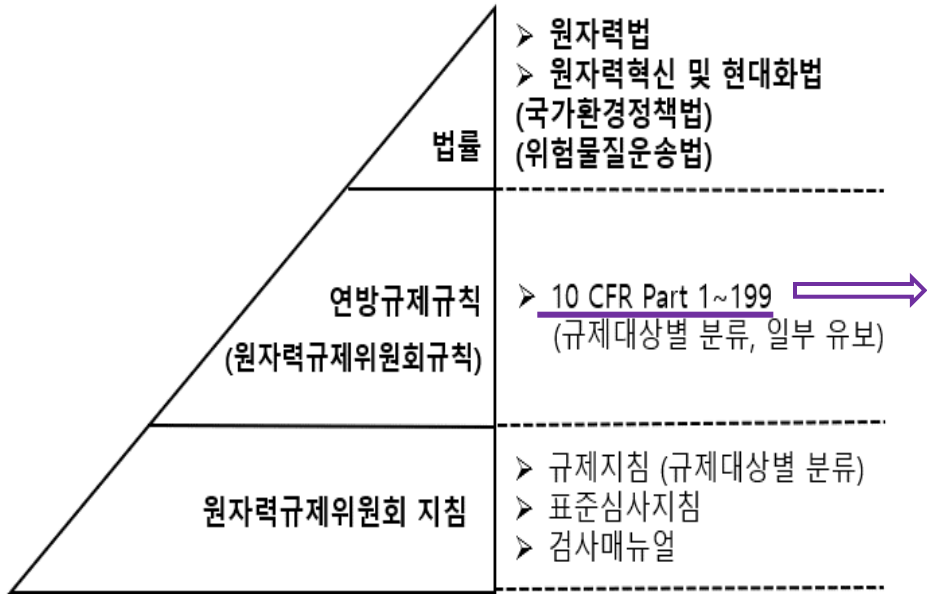 ➢ 원자력법
➢ 원자력혁신 및 현대화법
(국가환경정책법)
법률
(위험물질운송법)
연방규제규칙
(원자력규제위원회규칙)
➢ 10 CFR Part 1~199
(규제대상별 분류, 일부 유보)
원자력규제위원회 지침
➢ 규제지침 (규제대상별 분류)
➢ 표준심사지침
➢ 검사매뉴얼